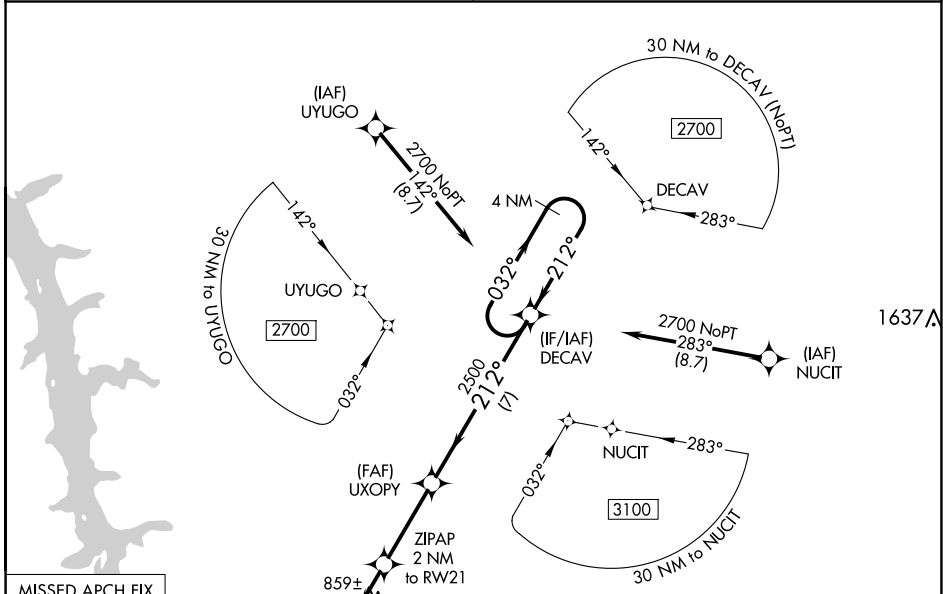 30 NM to DECAV (NoPT)
2700
142°
DECAV
283°
(IAF)
UYUGO
2700 NoPT
142°
(8.7)
4 NM
032°
212°
142°
30 NM to UYUGO
UYUGO
2700
032°
(IF/IAF)
DECAV
2700 NoPT
283°
(8.7)
(IAF)
NUCIT
1637
2500
212°
(7)
NUCIT
283°
032°
3100
30 NM to NUCIT
(FAF)
UXOPY
ZIPAP
2 NM
to RW21
859±
MISSED APCH FIX